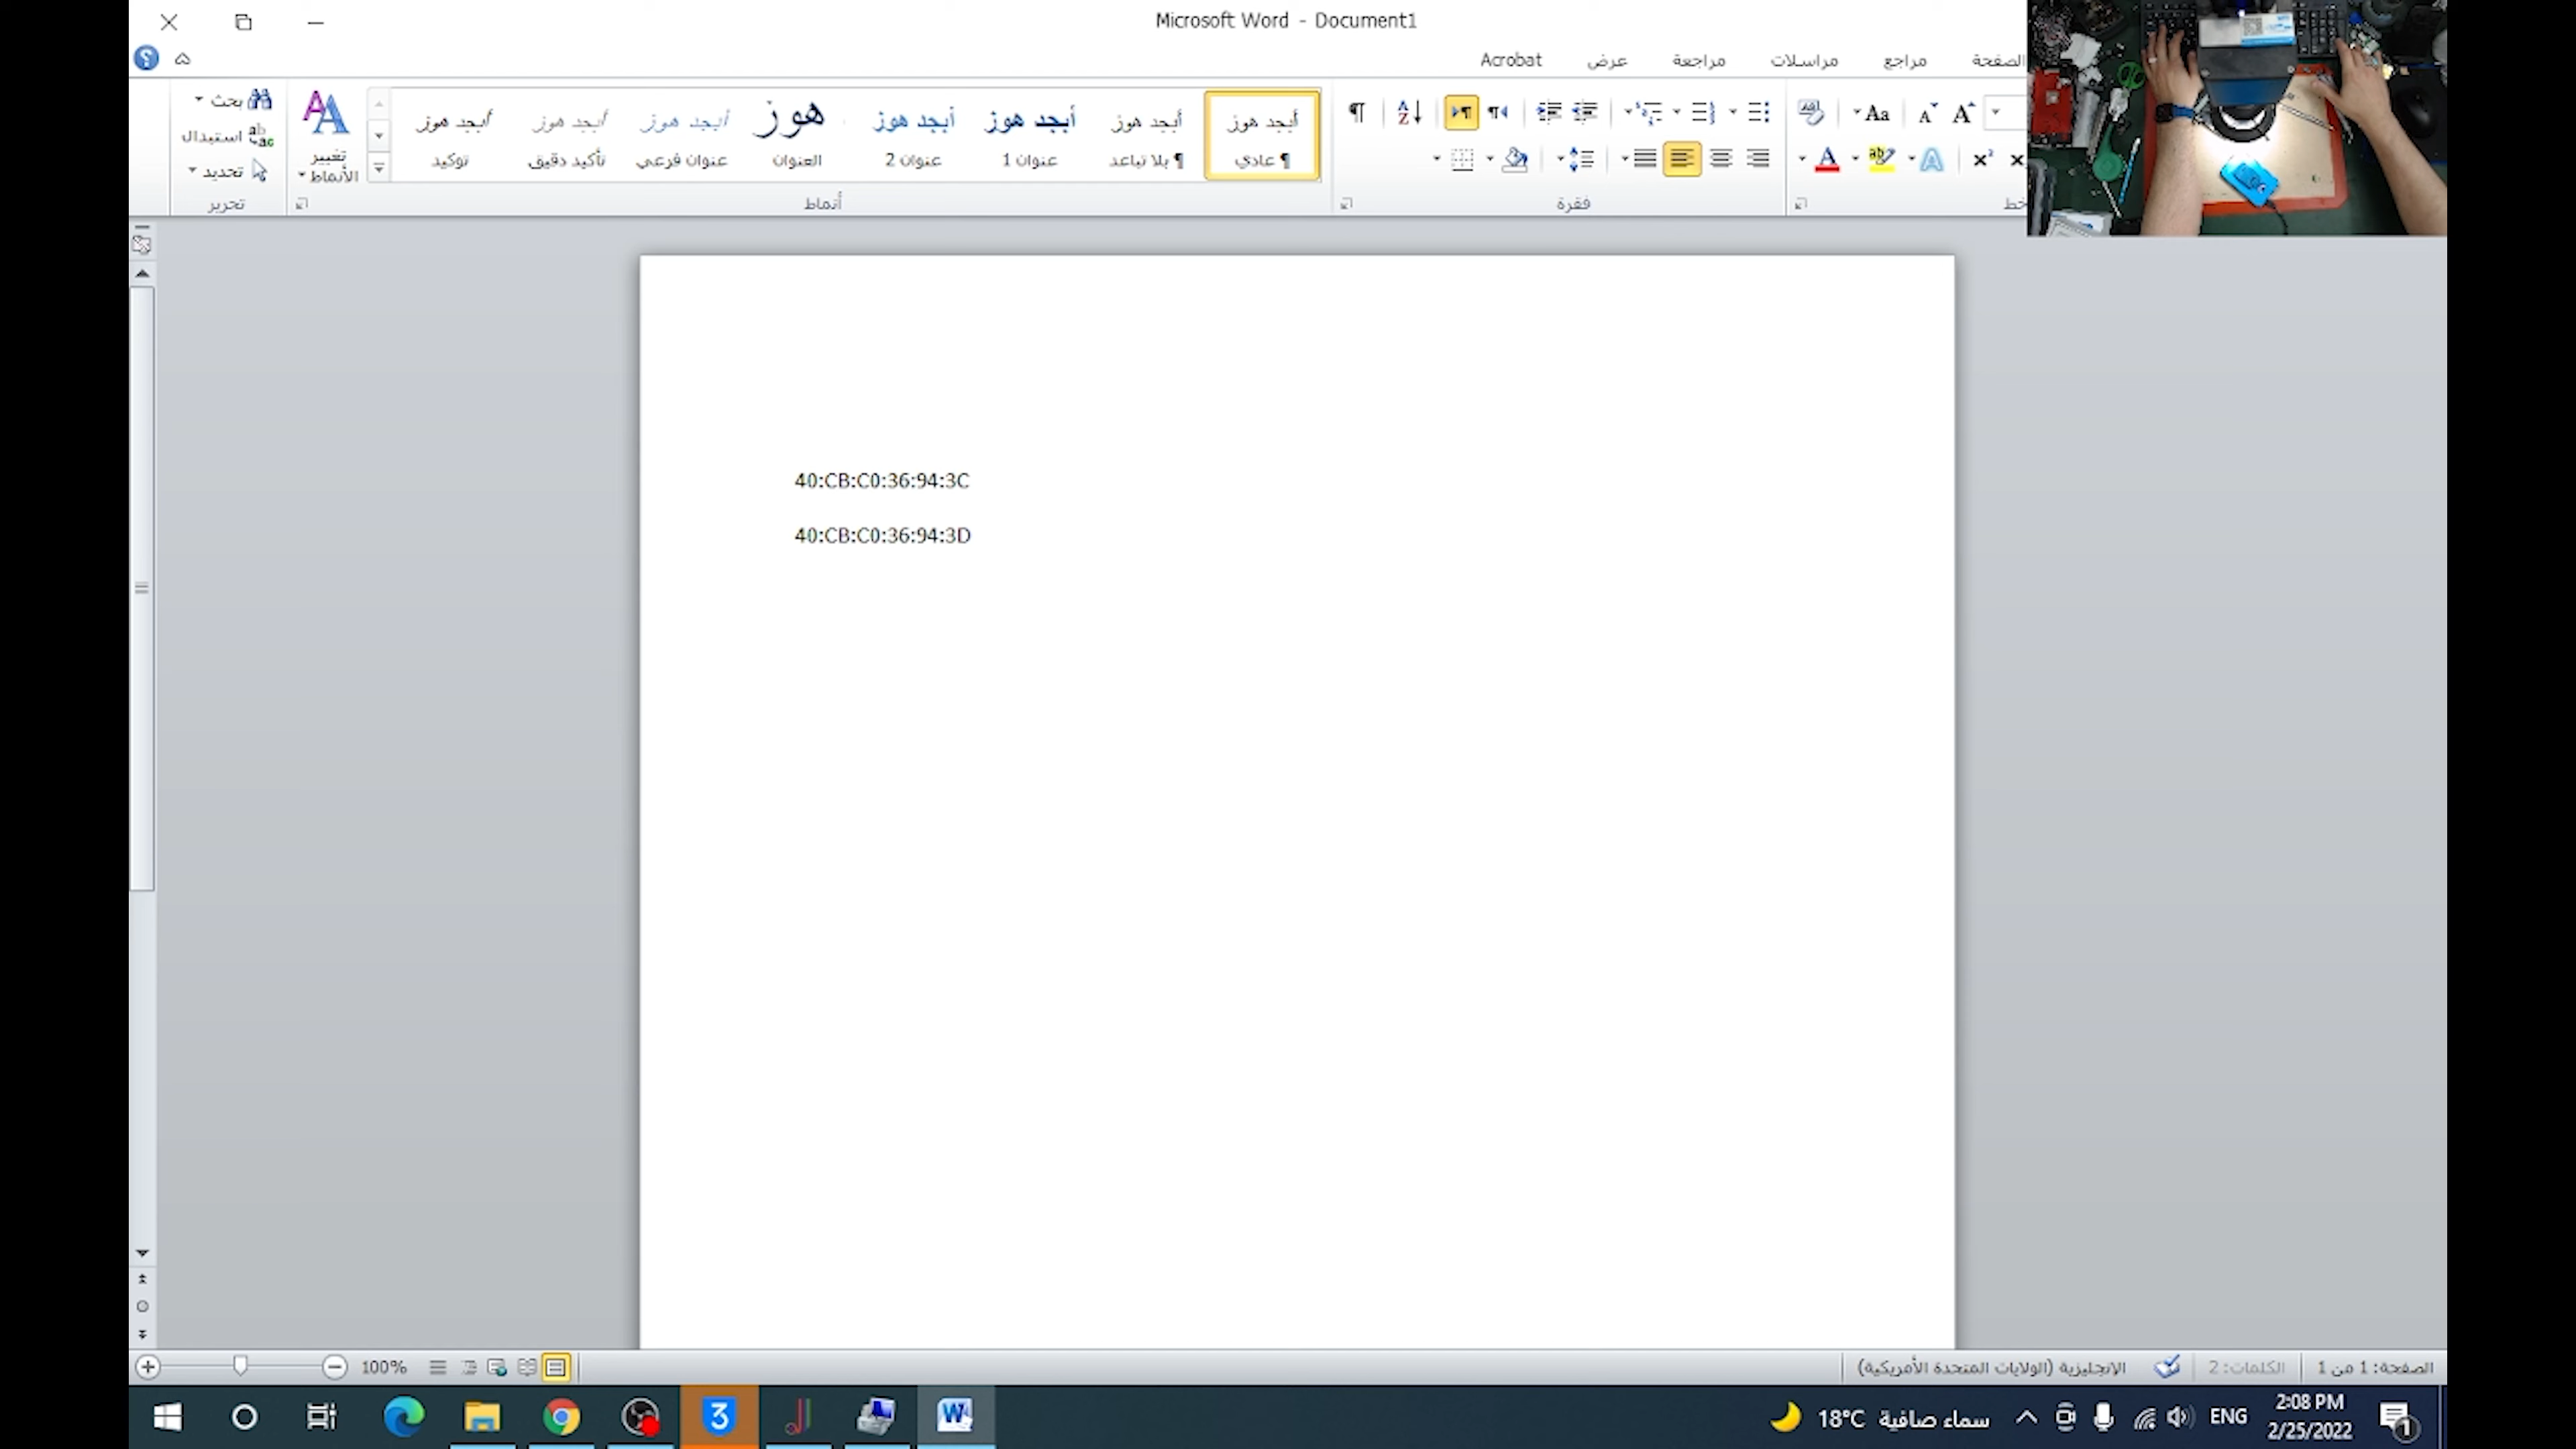 Microsoft Word - Document1
الصفحة مراجع مراسلات مراجعة عرض Acrobat
أبجد هوز أبجد هوز أبجد هوز أبجد هوز هوز أبجد هوز أبجد هوز أبجد هوز
¶ عادي ¶ بلا تباعد عنوان 1 عنوان 2 العنوان عنوان فرعي تأكيد دقيق توكيد
تغيير الأنماط
بحث
استبدال
تحديد
فقرة أنماط تحرير
40:CB:C0:36:94:3C
40:CB:C0:36:94:3D
الصفحة: 1 من 1 الكلمات: 2 الإنجليزية (الولايات المتحدة الأمريكية)
100%
18°C سماء صافية
ENG
2:08 PM
2/25/2022
1